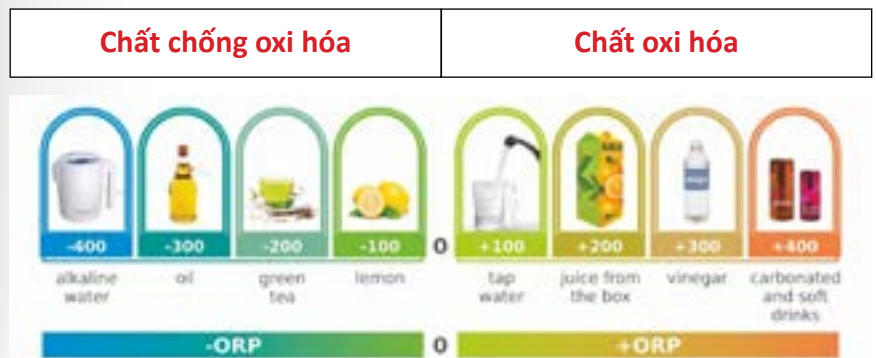 Chất chống oxi hóa
Chất oxi hóa
-400
-300
-200
-100
0
+100
+200
+300
+400
alkaline water
oil
green tea
lemon
tap water
juice from the box
vinegar
carbonated and soft drinks
-ORP
0
+ORP